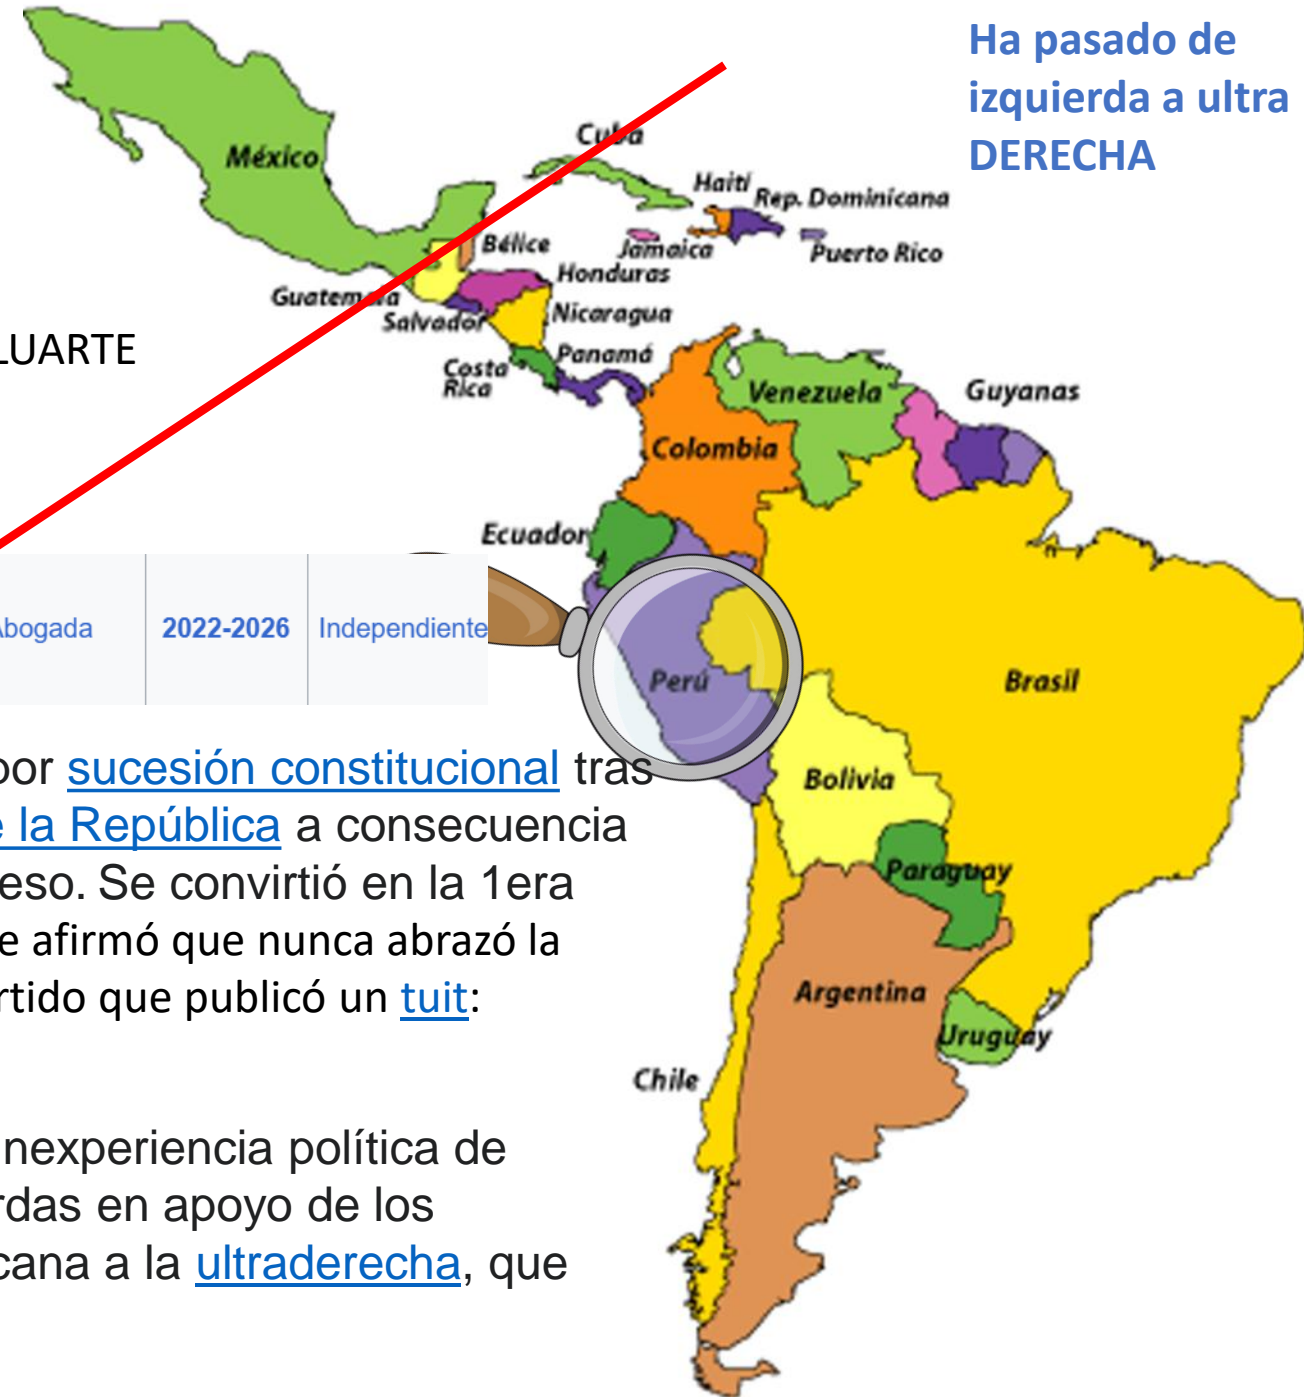 Ha pasado de
izquierda a ultra
DERECHA
México
Cuba
Haití
Rep. Dominicana
Bélice
Jamaica
Puerto Rico
Honduras
Guatemala
Salvador
Nicaragua
LUARTE
Costa
Rica
Panamá
Venezuela
Guyanas
Colombia
Ecuador
Abogada
2022-2026
Independiente
Perú
Brasil
por sucesión constitucional tras
Bolivia
e la República a consecuencia
Paraguay
eso. Se convirtió en la 1era
e afirmó que nunca abrazó la
rtido que publicó un tuit:
Argentina
Uruguay
Chile
nexperiencia política de
rdas en apoyo de los
cana a la ultraderecha, que